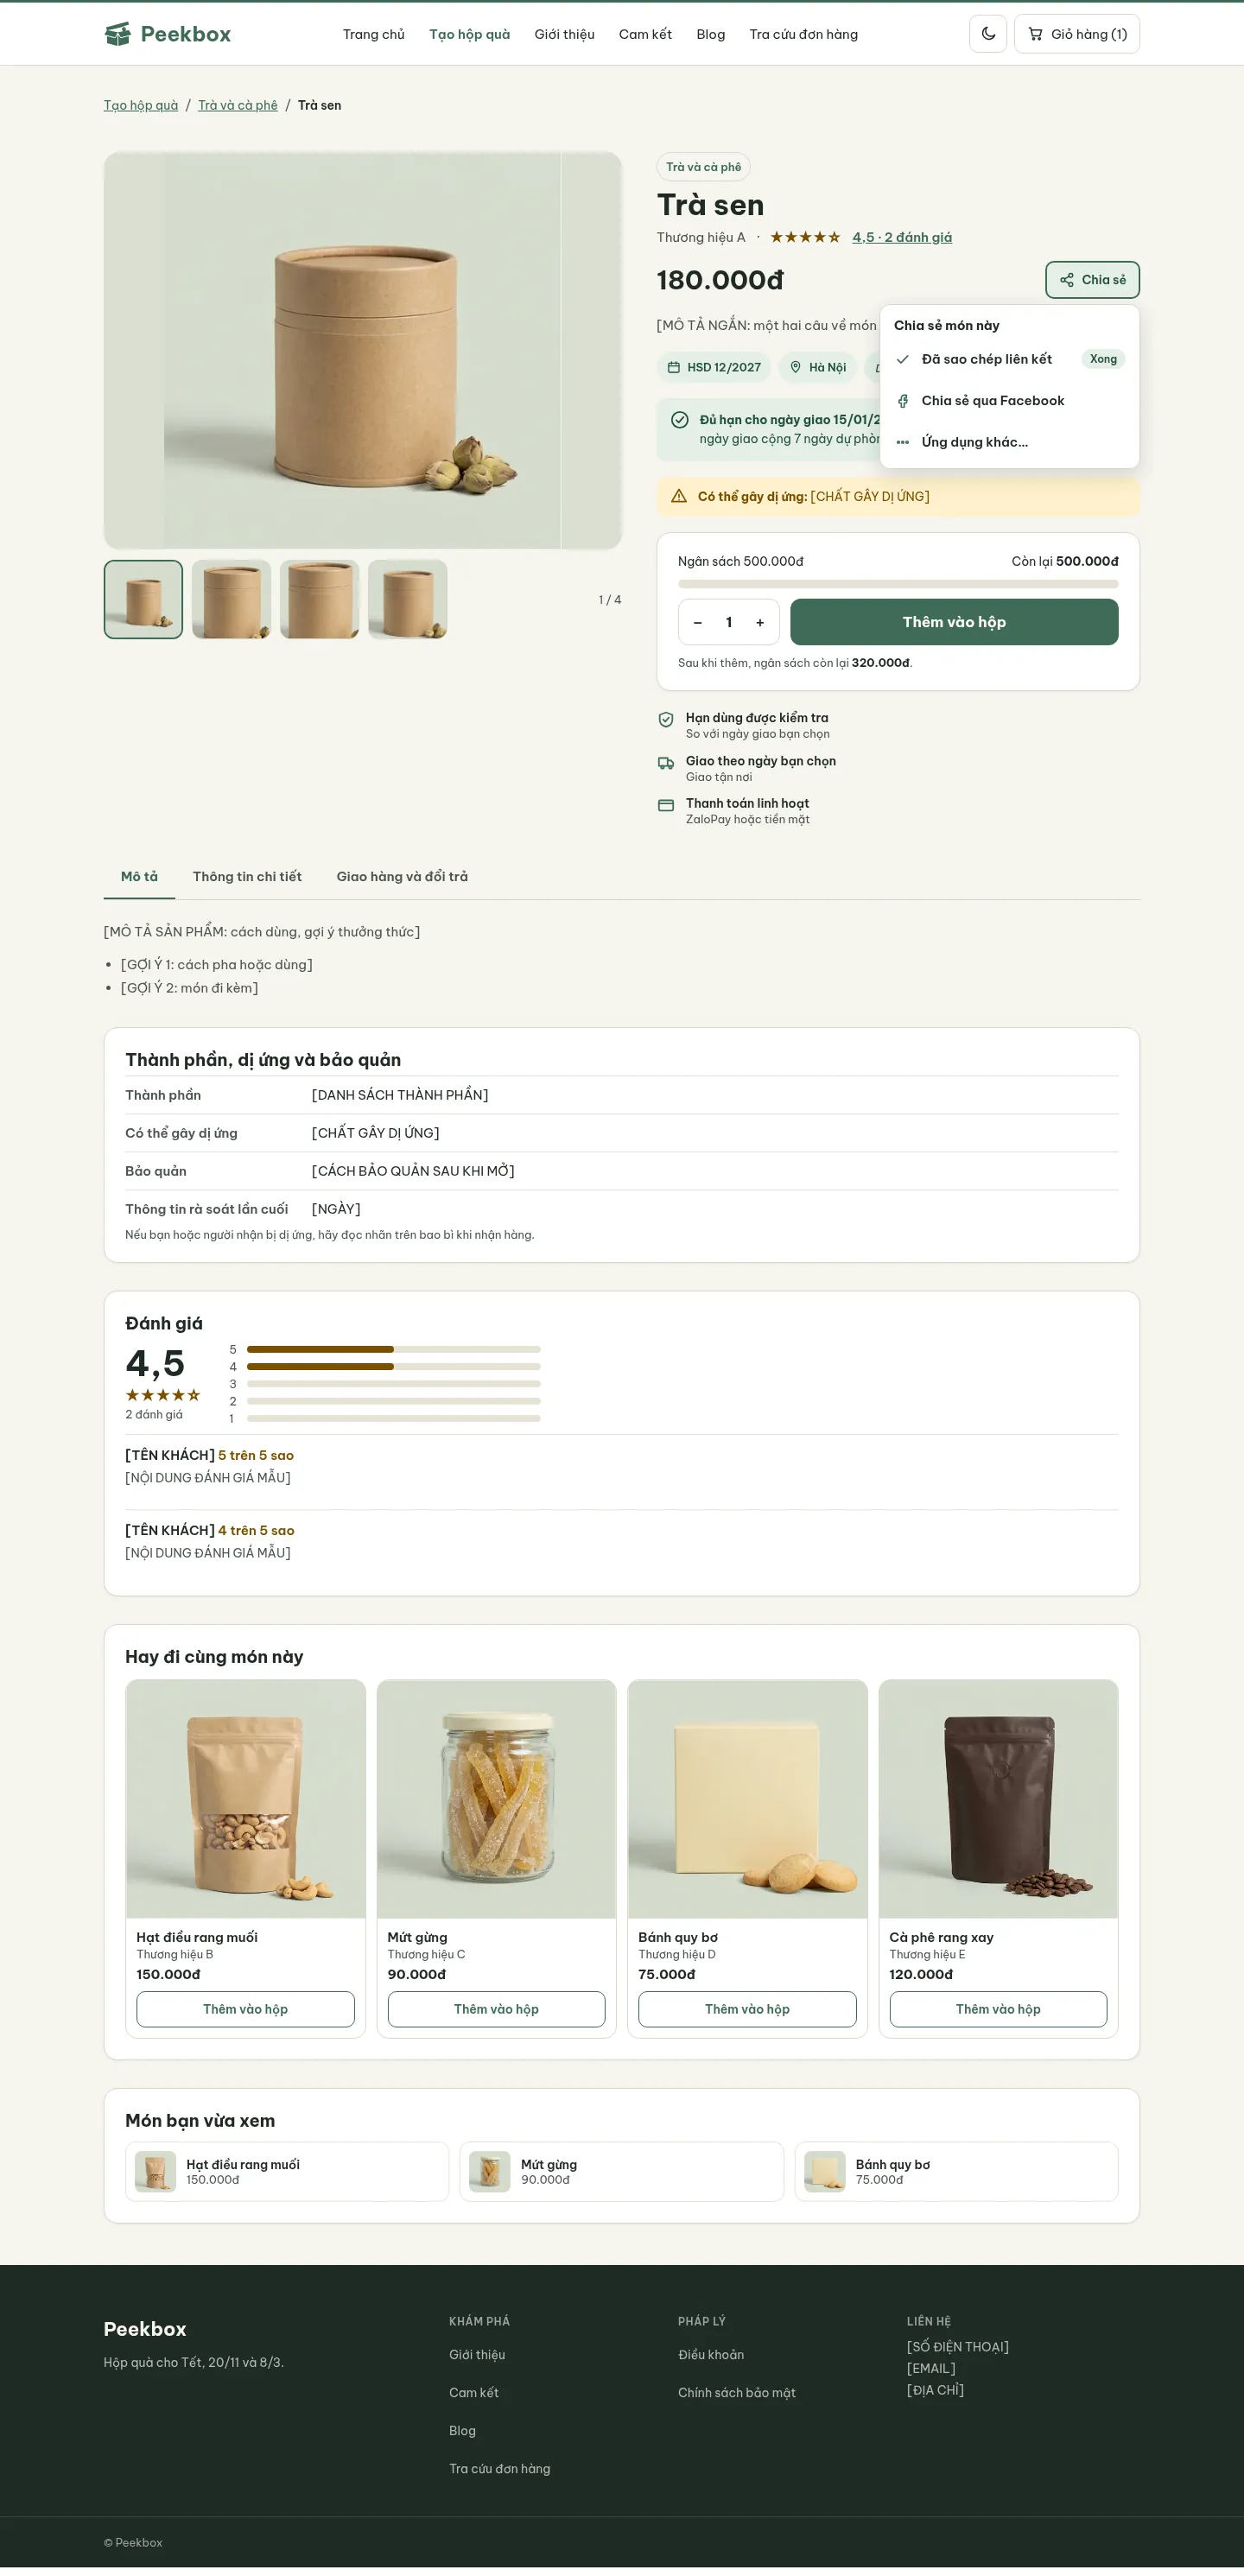 Peekbox
Trang chủ
Tạo hộp quà
Giới thiệu
Cam kết
Blog
Tra cứu đơn hàng
Giỏ hàng (1)
Tạo hộp quà / Trà và cà phê / Trà sen
Trà và cà phê
Trà sen
Thương hiệu A · ★★★★☆ 4,5 · 2 đánh giá
180.000đ
Chia sẻ
[MÔ TẢ NGẮN: một hai câu về món
Chia sẻ món này
Đã sao chép liên kết
Xong
Chia sẻ qua Facebook
Ứng dụng khác...
HSD 12/2027
Hà Nội
Đủ hạn cho ngày giao 15/01/2
ngày giao cộng 7 ngày dự phòn
Có thể gây dị ứng: [CHẤT GÂY DỊ ỨNG]
1 / 4
Ngân sách 500.000đ
Còn lại 500.000đ
− 1 +
Thêm vào hộp
Sau khi thêm, ngân sách còn lại 320.000đ.
Hạn dùng được kiểm tra
So với ngày giao bạn chọn
Giao theo ngày bạn chọn
Giao tận nơi
Thanh toán linh hoạt
ZaloPay hoặc tiền mặt
Mô tả
Thông tin chi tiết
Giao hàng và đổi trả
[MÔ TẢ SẢN PHẨM: cách dùng, gợi ý thưởng thức]
• [GỢI Ý 1: cách pha hoặc dùng]
• [GỢI Ý 2: món đi kèm]
Thành phần, dị ứng và bảo quản
Thành phần [DANH SÁCH THÀNH PHẦN]
Có thể gây dị ứng [CHẤT GÂY DỊ ỨNG]
Bảo quản [CÁCH BẢO QUẢN SAU KHI MỞ]
Thông tin rà soát lần cuối [NGÀY]
Nếu bạn hoặc người nhận bị dị ứng, hãy đọc nhãn trên bao bì khi nhận hàng.
Đánh giá
4,5
★★★★☆
2 đánh giá
5
4
3
2
1
[TÊN KHÁCH] 5 trên 5 sao
[NỘI DUNG ĐÁNH GIÁ MẪU]
[TÊN KHÁCH] 4 trên 5 sao
[NỘI DUNG ĐÁNH GIÁ MẪU]
Hay đi cùng món này
Hạt điều rang muối
Thương hiệu B
150.000đ
Thêm vào hộp
Mứt gừng
Thương hiệu C
90.000đ
Thêm vào hộp
Bánh quy bơ
Thương hiệu D
75.000đ
Thêm vào hộp
Cà phê rang xay
Thương hiệu E
120.000đ
Thêm vào hộp
Món bạn vừa xem
Hạt điều rang muối
150.000đ
Mứt gừng
90.000đ
Bánh quy bơ
75.000đ
Peekbox
Hộp quà cho Tết, 20/11 và 8/3.
KHÁM PHÁ
Giới thiệu
Cam kết
Blog
Tra cứu đơn hàng
PHÁP LÝ
Điều khoản
Chính sách bảo mật
LIÊN HỆ
[SỐ ĐIỆN THOẠI]
[EMAIL]
[ĐỊA CHỈ]
© Peekbox